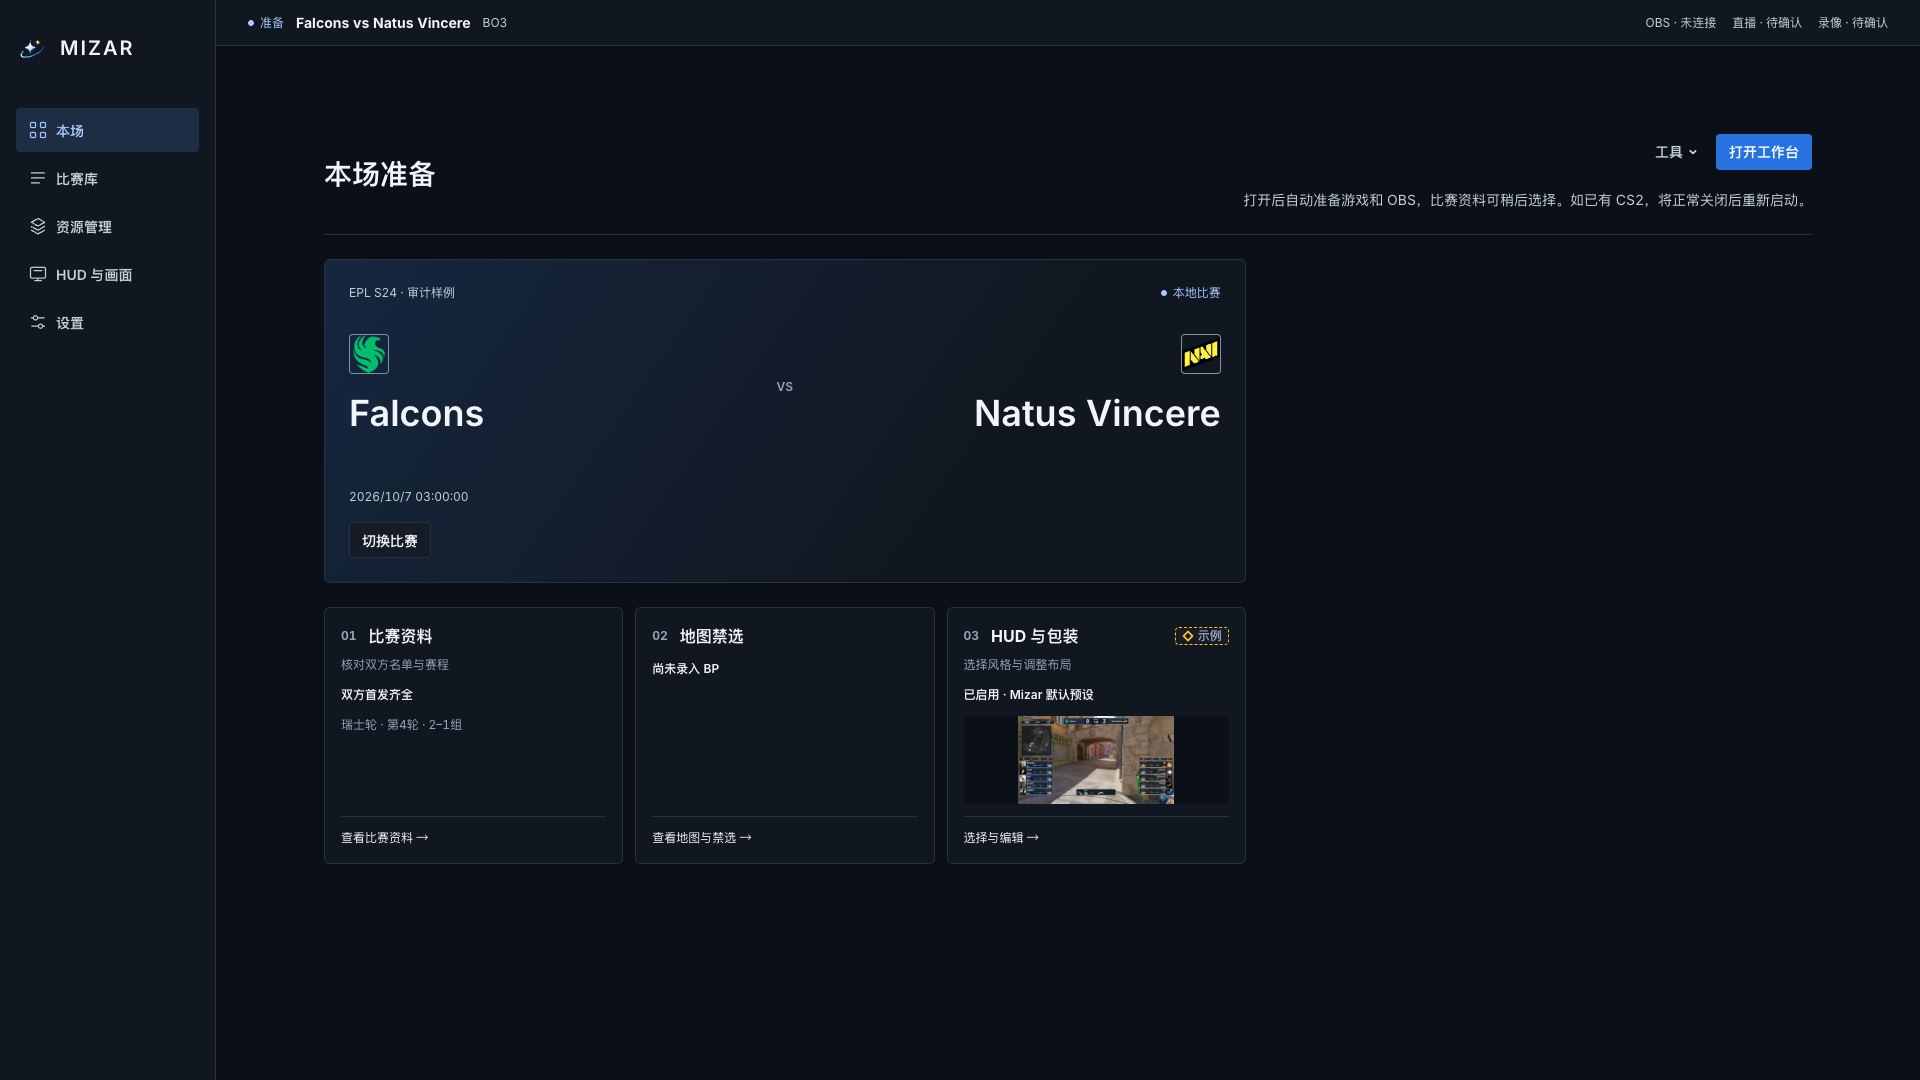 MIZAR
本场
比赛库
资源管理
HUD 与画面
设置
准备 Falcons vs Natus Vincere BO3
OBS · 未连接 直播 · 待确认 录像 · 待确认
本场准备
工具 打开工作台
打开后自动准备游戏和 OBS，比赛资料可稍后选择。如已有 CS2，将正常关闭后重新启动。
EPL S24 · 审计样例
本地比赛
NAVI
VS
Falcons
Natus Vincere
2026/10/7 03:00:00
切换比赛
01 比赛资料
核对双方名单与赛程
双方首发齐全
瑞士轮 · 第4轮 · 2–1组
查看比赛资料 →
02 地图禁选
尚未录入 BP
查看地图与禁选 →
03 HUD 与包装 示例
选择风格与调整布局
已启用 · Mizar 默认预设
选择与编辑 →